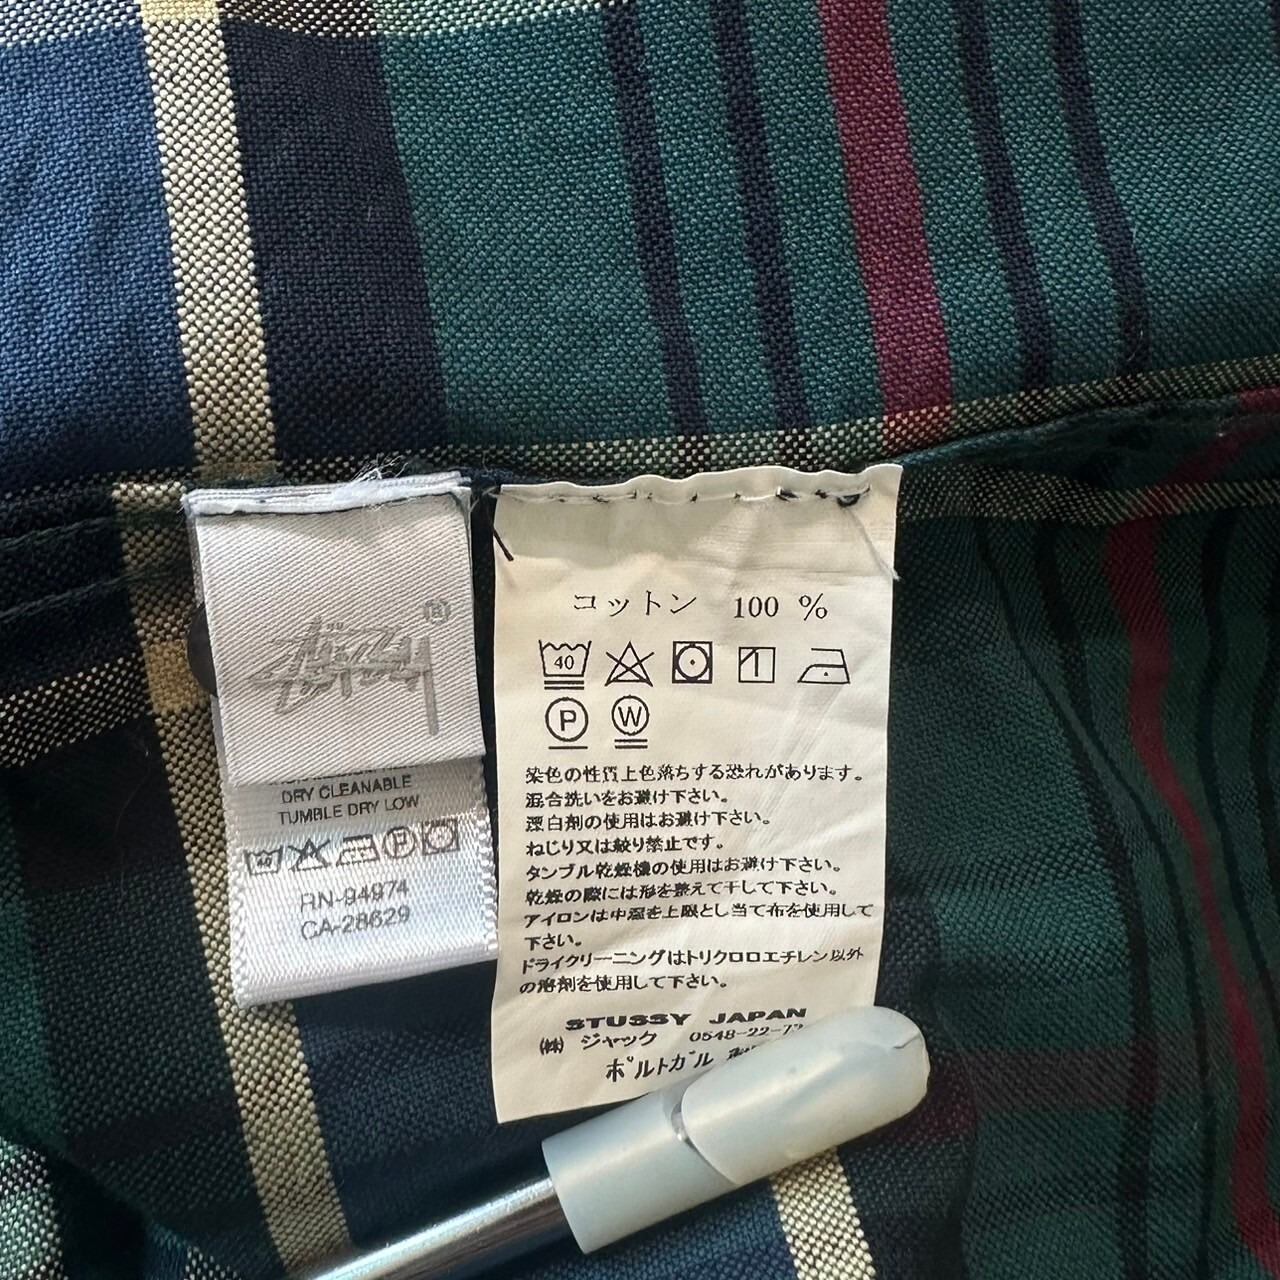 Stüssy
DRY CLEANABLE
TUMBLE DRY LOW
40 P
RN-94974
CA-28629
コットン 100 %
40 1
P W
染色の性質上色落ちする恐れがあります。
混合洗いをお避け下さい。
漂白剤の使用はお避け下さい。
ねじり又は絞り禁止です。
タンブル乾燥機の使用はお避け下さい。
乾燥の際には形を整えて干して下さい。
アイロンは中温を上限とし当て布を使用して
下さい。
ドライクリーニングはトリクロロエチレン以外
の溶剤を使用して下さい。
STUSSY JAPAN
(株) ジャック 0548-22-72
ポルトガル